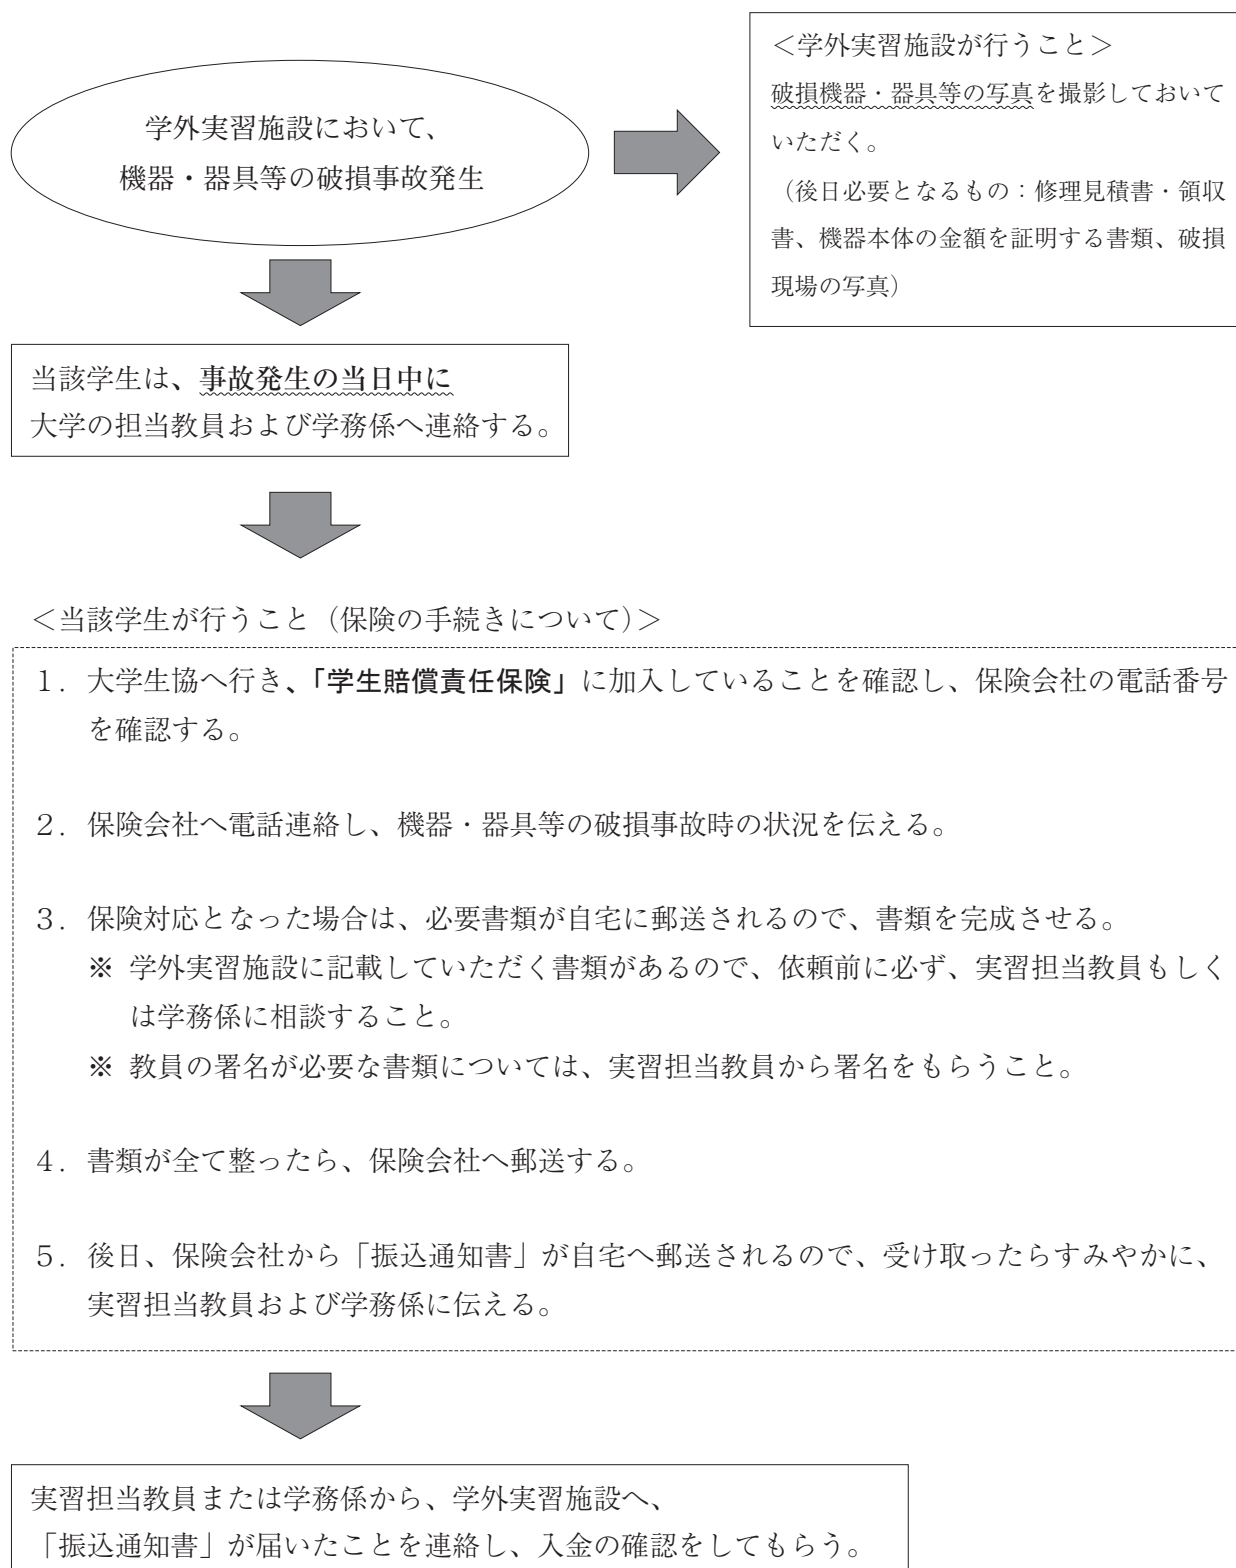 学外実習施設において、
機器・器具等の破損事故発生
＜学外実習施設が行うこと＞
破損機器・器具等の写真を撮影しておいて
いただく。
（後日必要となるもの：修理見積書・領収
書、機器本体の金額を証明する書類、破損
現場の写真）
当該学生は、事故発生の当日中に
大学の担当教員および学務係へ連絡する。
＜当該学生が行うこと（保険の手続きについて）＞
１．大学生協へ行き、「学生賠償責任保険」に加入していることを確認し、保険会社の電話番号
を確認する。
２．保険会社へ電話連絡し、機器・器具等の破損事故時の状況を伝える。
３．保険対応となった場合は、必要書類が自宅に郵送されるので、書類を完成させる。
※ 学外実習施設に記載していただく書類があるので、依頼前に必ず、実習担当教員もしく
は学務係に相談すること。
※ 教員の署名が必要な書類については、実習担当教員から署名をもらうこと。
４．書類が全て整ったら、保険会社へ郵送する。
５．後日、保険会社から「振込通知書」が自宅へ郵送されるので、受け取ったらすみやかに、
実習担当教員および学務係に伝える。
実習担当教員または学務係から、学外実習施設へ、
「振込通知書」が届いたことを連絡し、入金の確認をしてもらう。